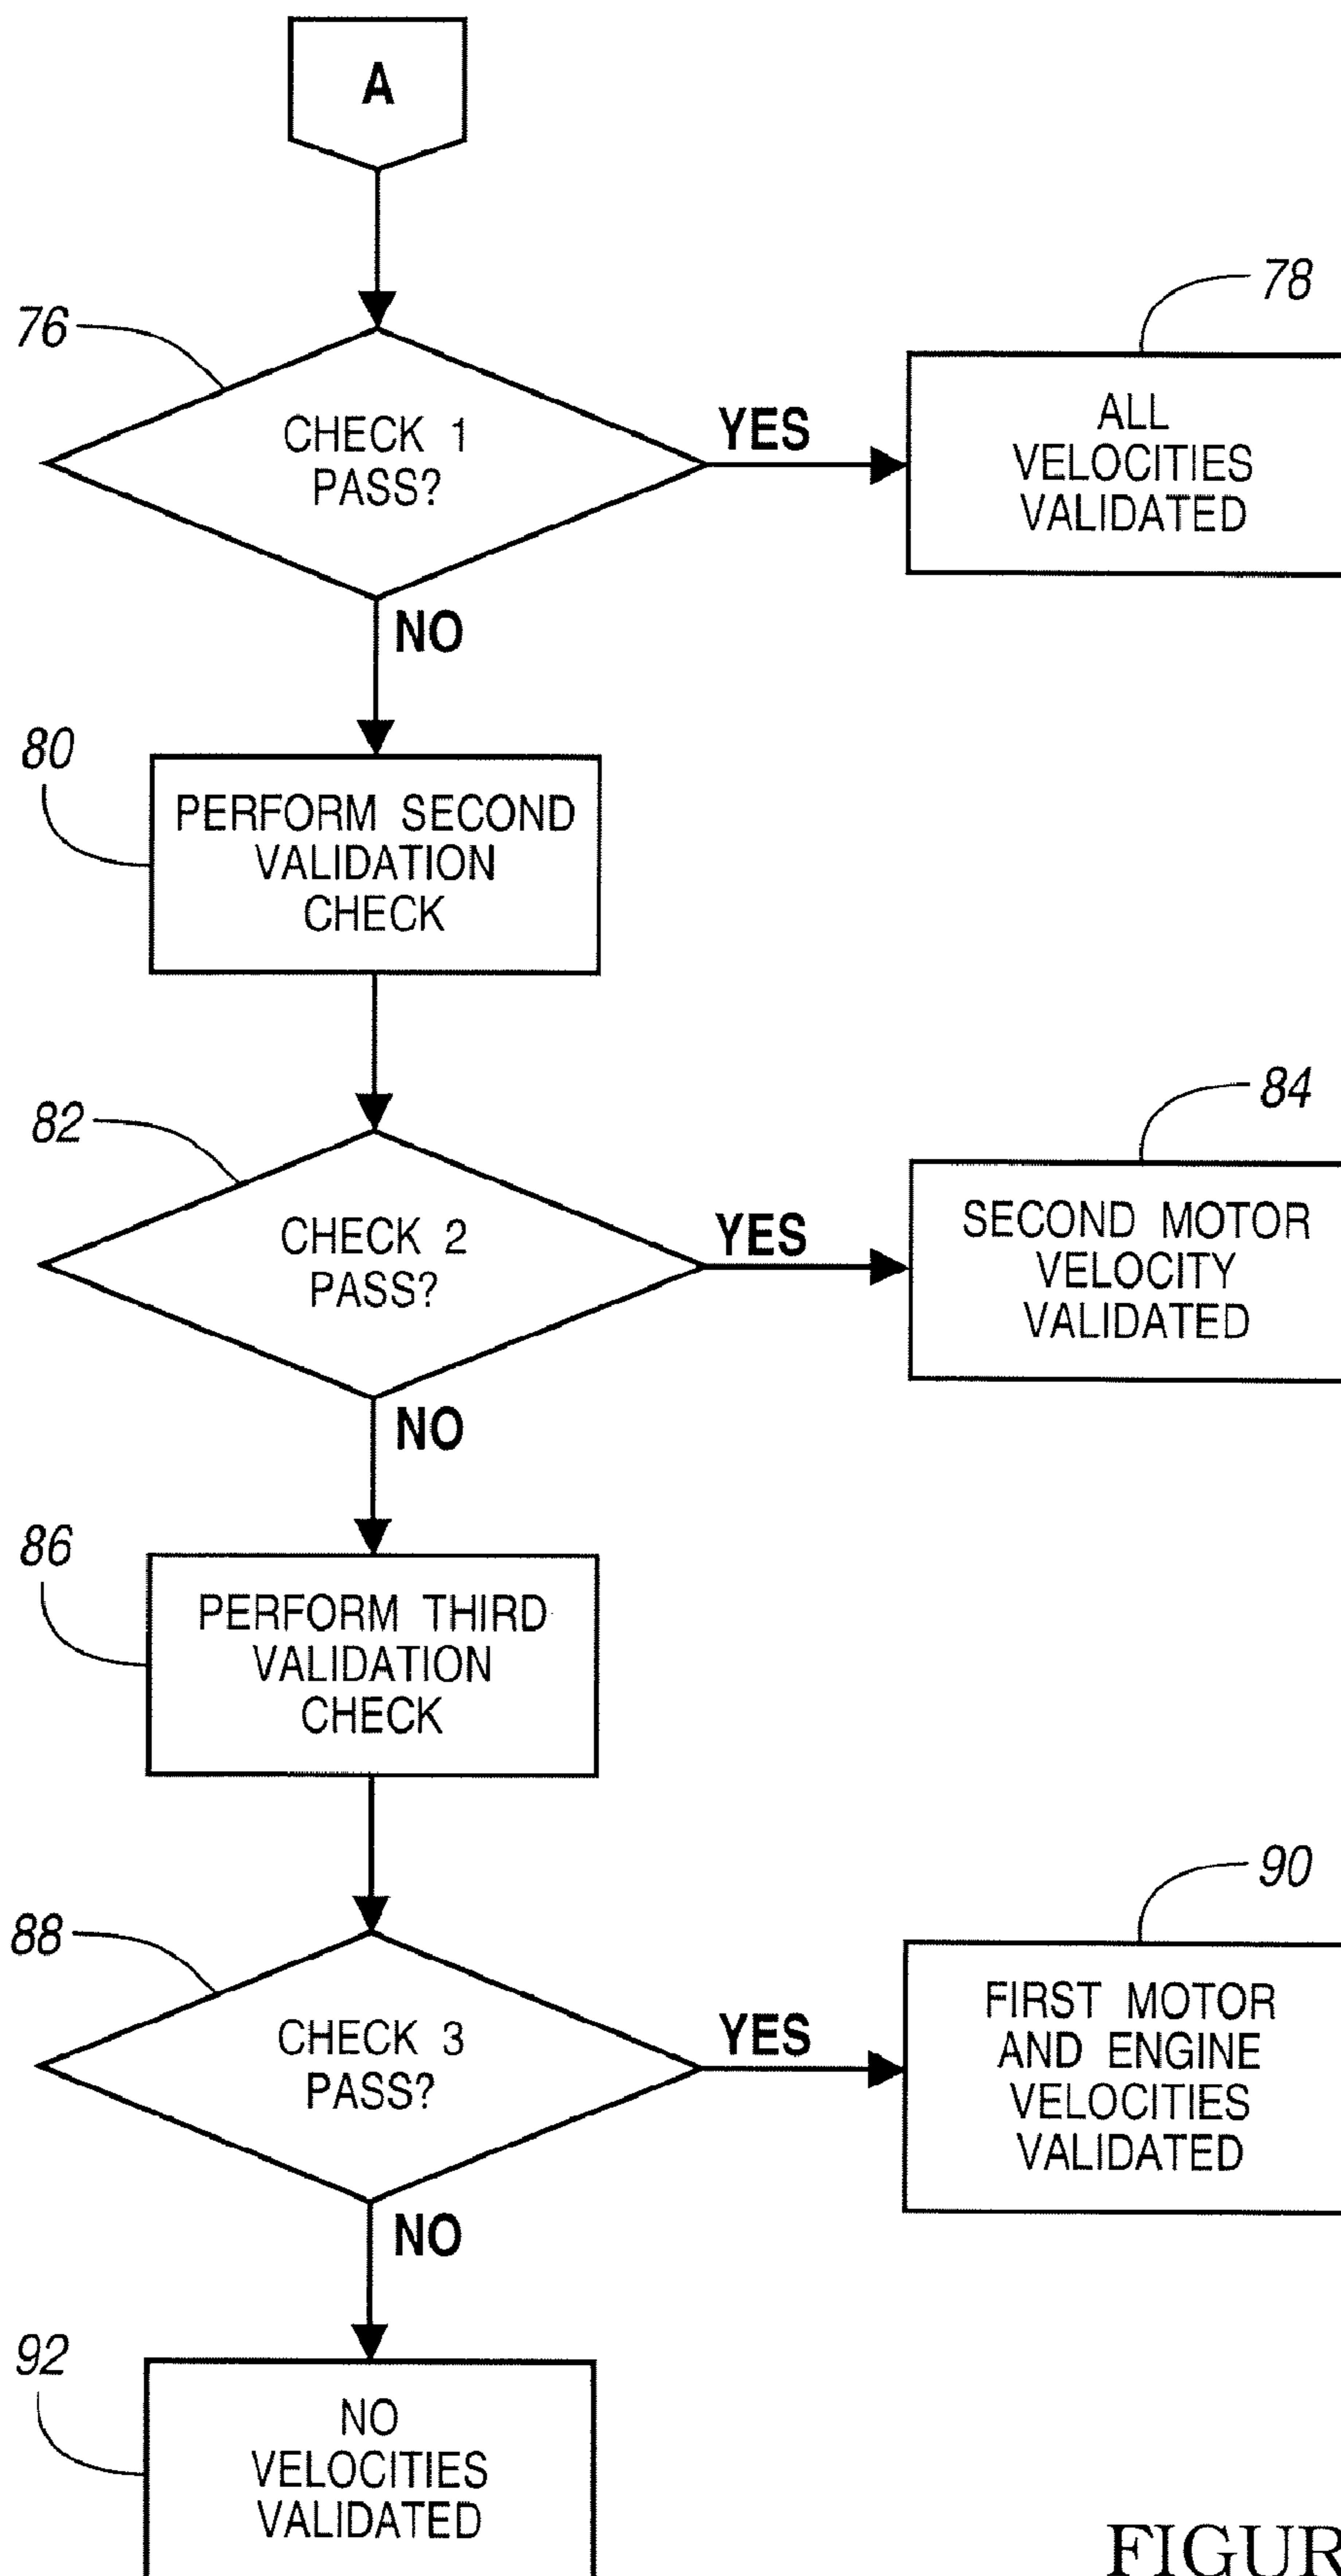 A
76
78
CHECK 1
PASS?
YES
ALL
VELOCITIES
VALIDATED
NO
80
PERFORM SECOND
VALIDATION
CHECK
82
84
CHECK 2
PASS?
YES
SECOND MOTOR
VELOCITY
VALIDATED
NO
86
PERFORM THIRD
VALIDATION
CHECK
88
90
CHECK 3
PASS?
YES
FIRST MOTOR
AND ENGINE
VELOCITIES
VALIDATED
NO
92
NO
VELOCITIES
VALIDATED